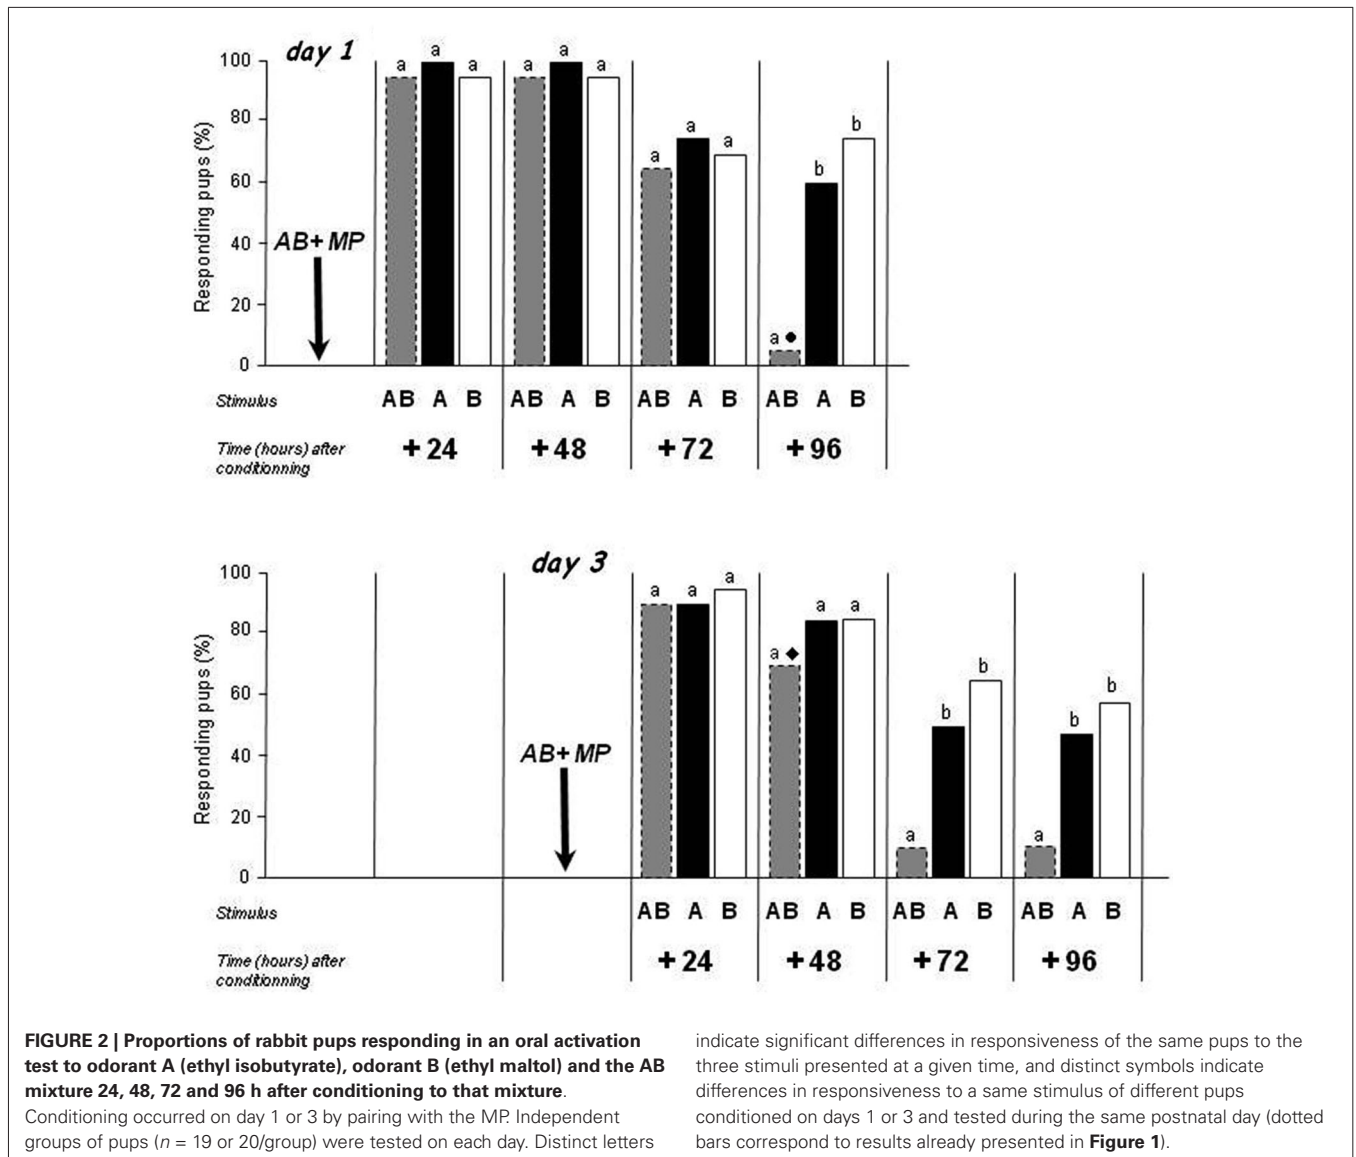 day 1
Responding pups (%)
100
80
60
40
20
0
AB+ MP
a a a a a a a a a a ● b b
Stimulus AB A B AB A B AB A B AB A B
Time (hours) after
conditionning
+24 +48 +72 +96
day 3
Responding pups (%)
100
80
60
40
20
0
AB+ MP
a a a a ◆ a a a b b a b b
Stimulus AB A B AB A B AB A B AB A B
Time (hours) after
conditionning
+24 +48 +72 +96
FIGURE 2 | Proportions of rabbit pups responding in an oral activation
test to odorant A (ethyl isobutyrate), odorant B (ethyl maltol) and the AB
mixture 24, 48, 72 and 96 h after conditioning to that mixture.
Conditioning occurred on day 1 or 3 by pairing with the MP. Independent
groups of pups (n = 19 or 20/group) were tested on each day. Distinct letters
indicate significant differences in responsiveness of the same pups to the
three stimuli presented at a given time, and distinct symbols indicate
differences in responsiveness to a same stimulus of different pups
conditioned on days 1 or 3 and tested during the same postnatal day (dotted
bars correspond to results already presented in Figure 1).